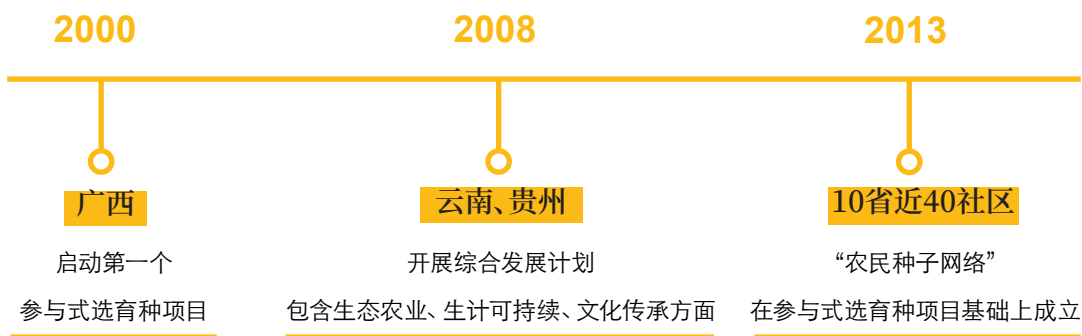 2000
2008
2013
广西
云南、贵州
10省近40社区
启动第一个
参与式选育种项目
开展综合发展计划
包含生态农业、生计可持续、文化传承方面
“农民种子网络”
在参与式选育种项目基础上成立